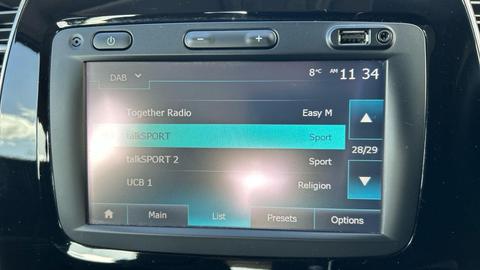 − +
DAB 8°C AM 11 34
Together Radio Easy M
talkSPORT Sport
talkSPORT 2 Sport
28/29
UCB 1 Religion
Main List Presets Options